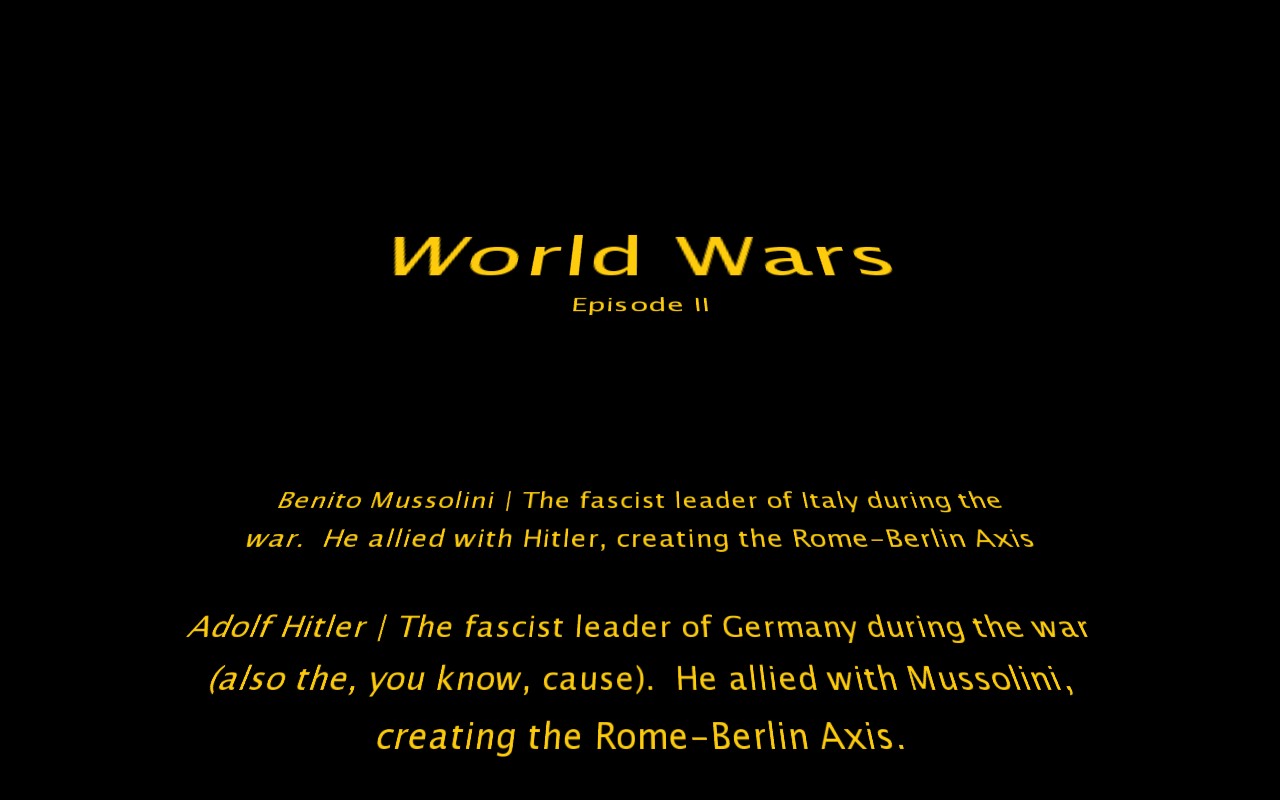 World Wars
Episode II
Benito Mussolini | The fascist leader of Italy during the
war.  He allied with Hitler, creating the Rome-Berlin Axis
Adolf Hitler | The fascist leader of Germany during the war
(also the, you know, cause).  He allied with Mussolini,
creating the Rome-Berlin Axis.